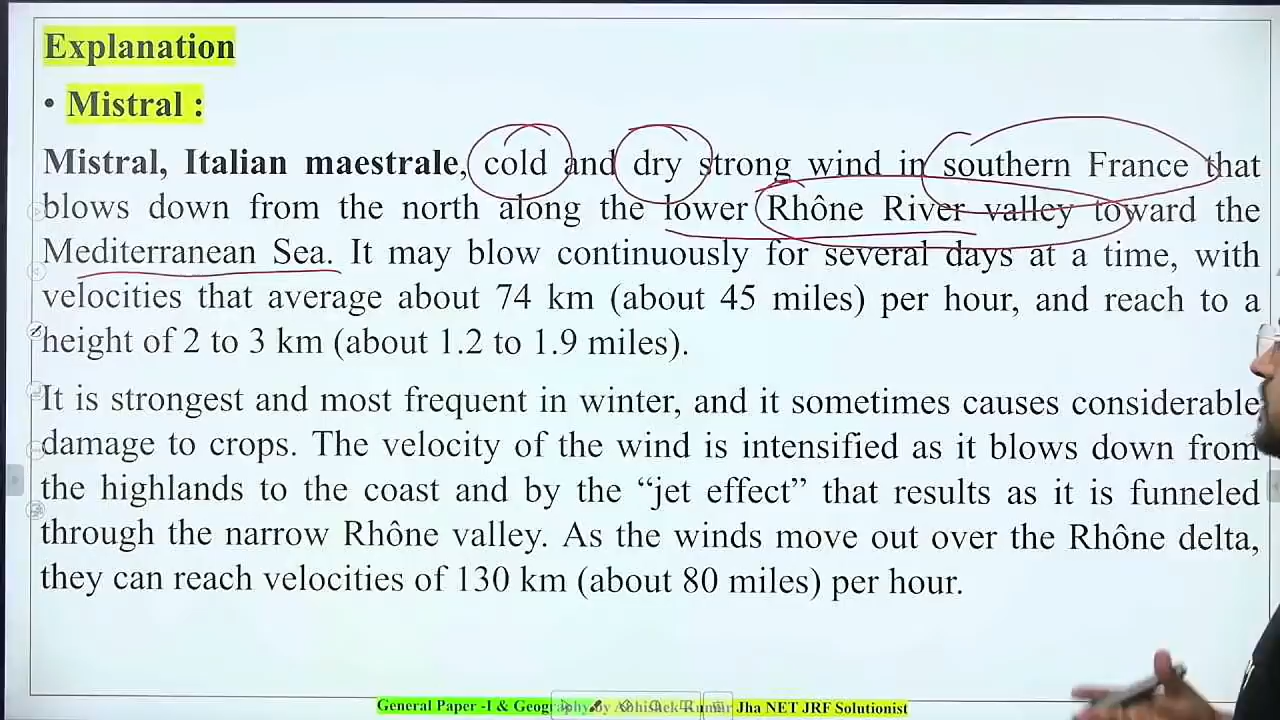 Explanation
• Mistral :
Mistral, Italian maestrale, cold and dry strong wind in southern France that
blows down from the north along the lower Rhône River valley toward the
Mediterranean Sea. It may blow continuously for several days at a time, with
velocities that average about 74 km (about 45 miles) per hour, and reach to a
height of 2 to 3 km (about 1.2 to 1.9 miles).
It is strongest and most frequent in winter, and it sometimes causes considerable
damage to crops. The velocity of the wind is intensified as it blows down from
the highlands to the coast and by the “jet effect” that results as it is funneled
through the narrow Rhône valley. As the winds move out over the Rhône delta,
they can reach velocities of 130 km (about 80 miles) per hour.
General Paper -I & Geography by Abhishek Kumar Jha NET JRF Solutionist